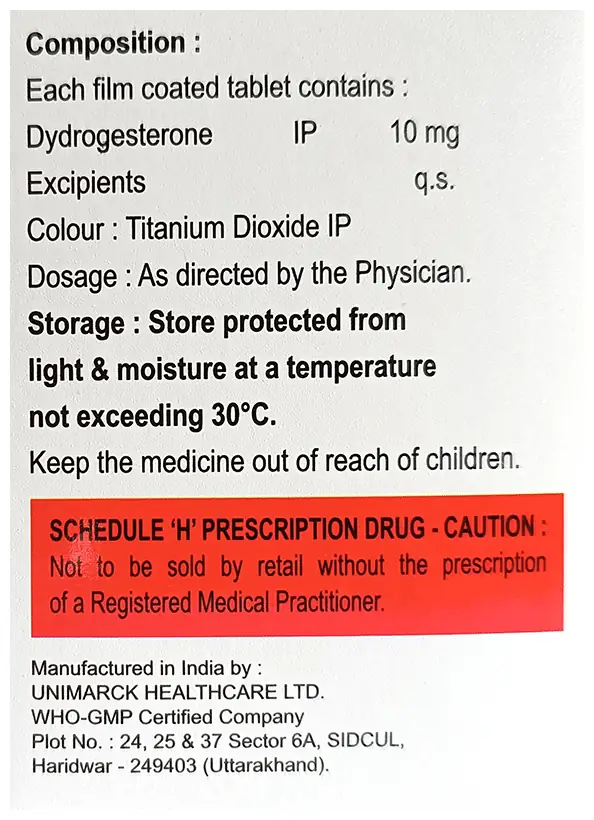 Composition :
Each film coated tablet contains :
Dydrogesterone IP 10 mg
Excipients q.s.
Colour : Titanium Dioxide IP
Dosage : As directed by the Physician.
Storage : Store protected from
light & moisture at a temperature
not exceeding 30°C.
Keep the medicine out of reach of children.
SCHEDULE ‘H’ PRESCRIPTION DRUG - CAUTION :
Not to be sold by retail without the prescription
of a Registered Medical Practitioner.
Manufactured in India by :
UNIMARCK HEALTHCARE LTD.
WHO-GMP Certified Company
Plot No. : 24, 25 & 37 Sector 6A, SIDCUL,
Haridwar - 249403 (Uttarakhand).